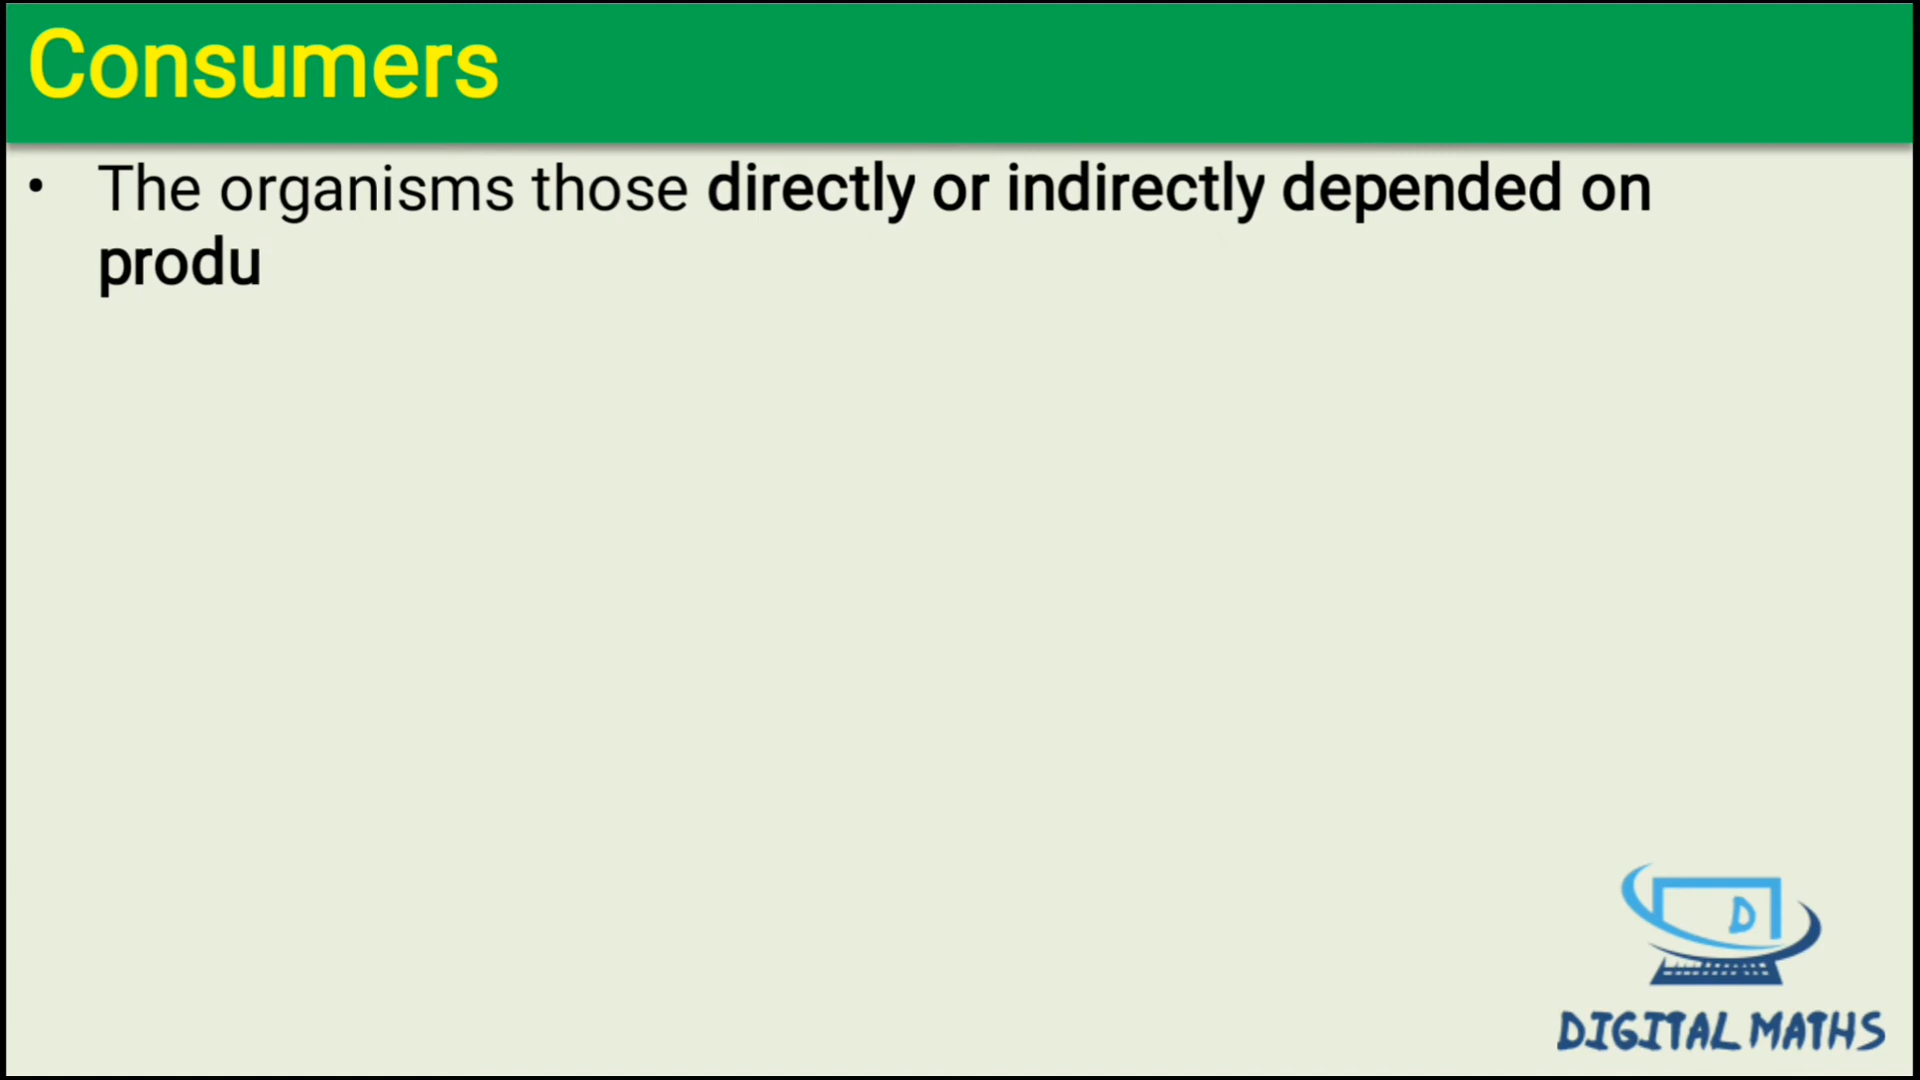 Consumers
• The organisms those directly or indirectly depended on
produ
D
DIGITAL MATHS